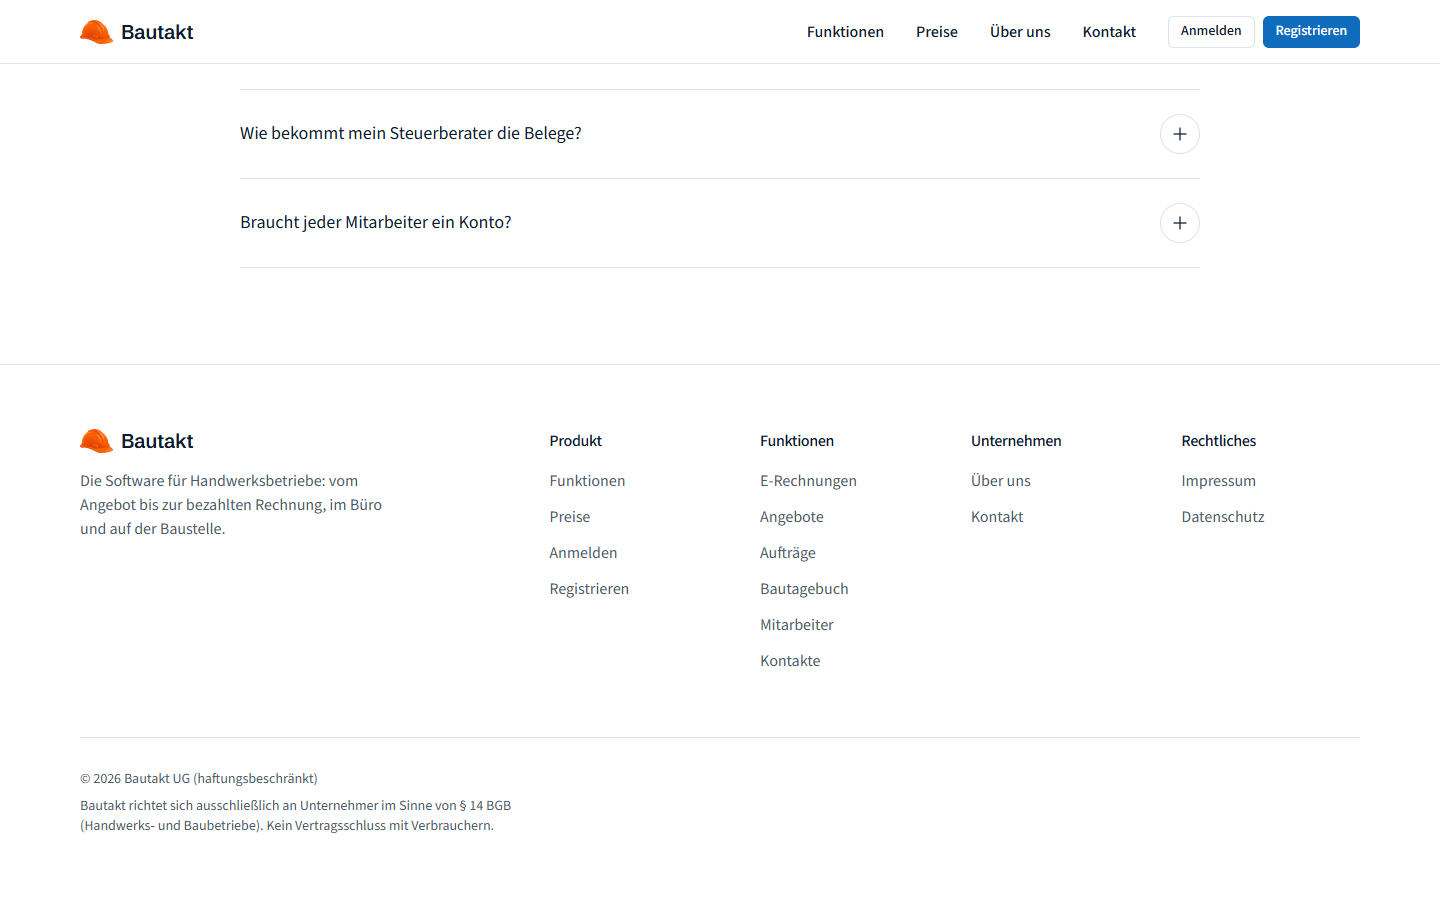 Bautakt
Funktionen
Preise
Über uns
Kontakt
Anmelden
Registrieren
Wie bekommt mein Steuerberater die Belege?
Braucht jeder Mitarbeiter ein Konto?
Bautakt
Die Software für Handwerksbetriebe: vom
Angebot bis zur bezahlten Rechnung, im Büro
und auf der Baustelle.
Produkt
Funktionen
Preise
Anmelden
Registrieren
Funktionen
E-Rechnungen
Angebote
Aufträge
Bautagebuch
Mitarbeiter
Kontakte
Unternehmen
Über uns
Kontakt
Rechtliches
Impressum
Datenschutz
© 2026 Bautakt UG (haftungsbeschränkt)
Bautakt richtet sich ausschließlich an Unternehmer im Sinne von § 14 BGB
(Handwerks- und Baubetriebe). Kein Vertragsschluss mit Verbrauchern.